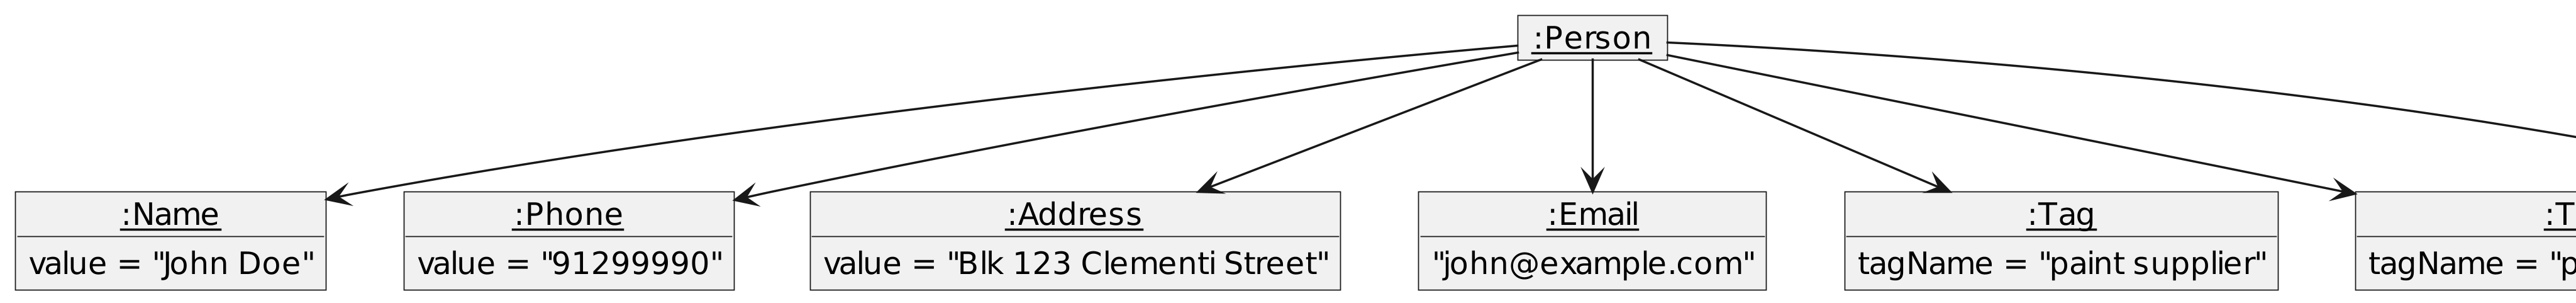 :Person
:Name
value = "John Doe"
:Phone
value = "91299990"
:Address
value = "Blk 123 Clementi Street"
:Email
"john@example.com"
:Tag
tagName = "paint supplier"
:T
tagName = "p